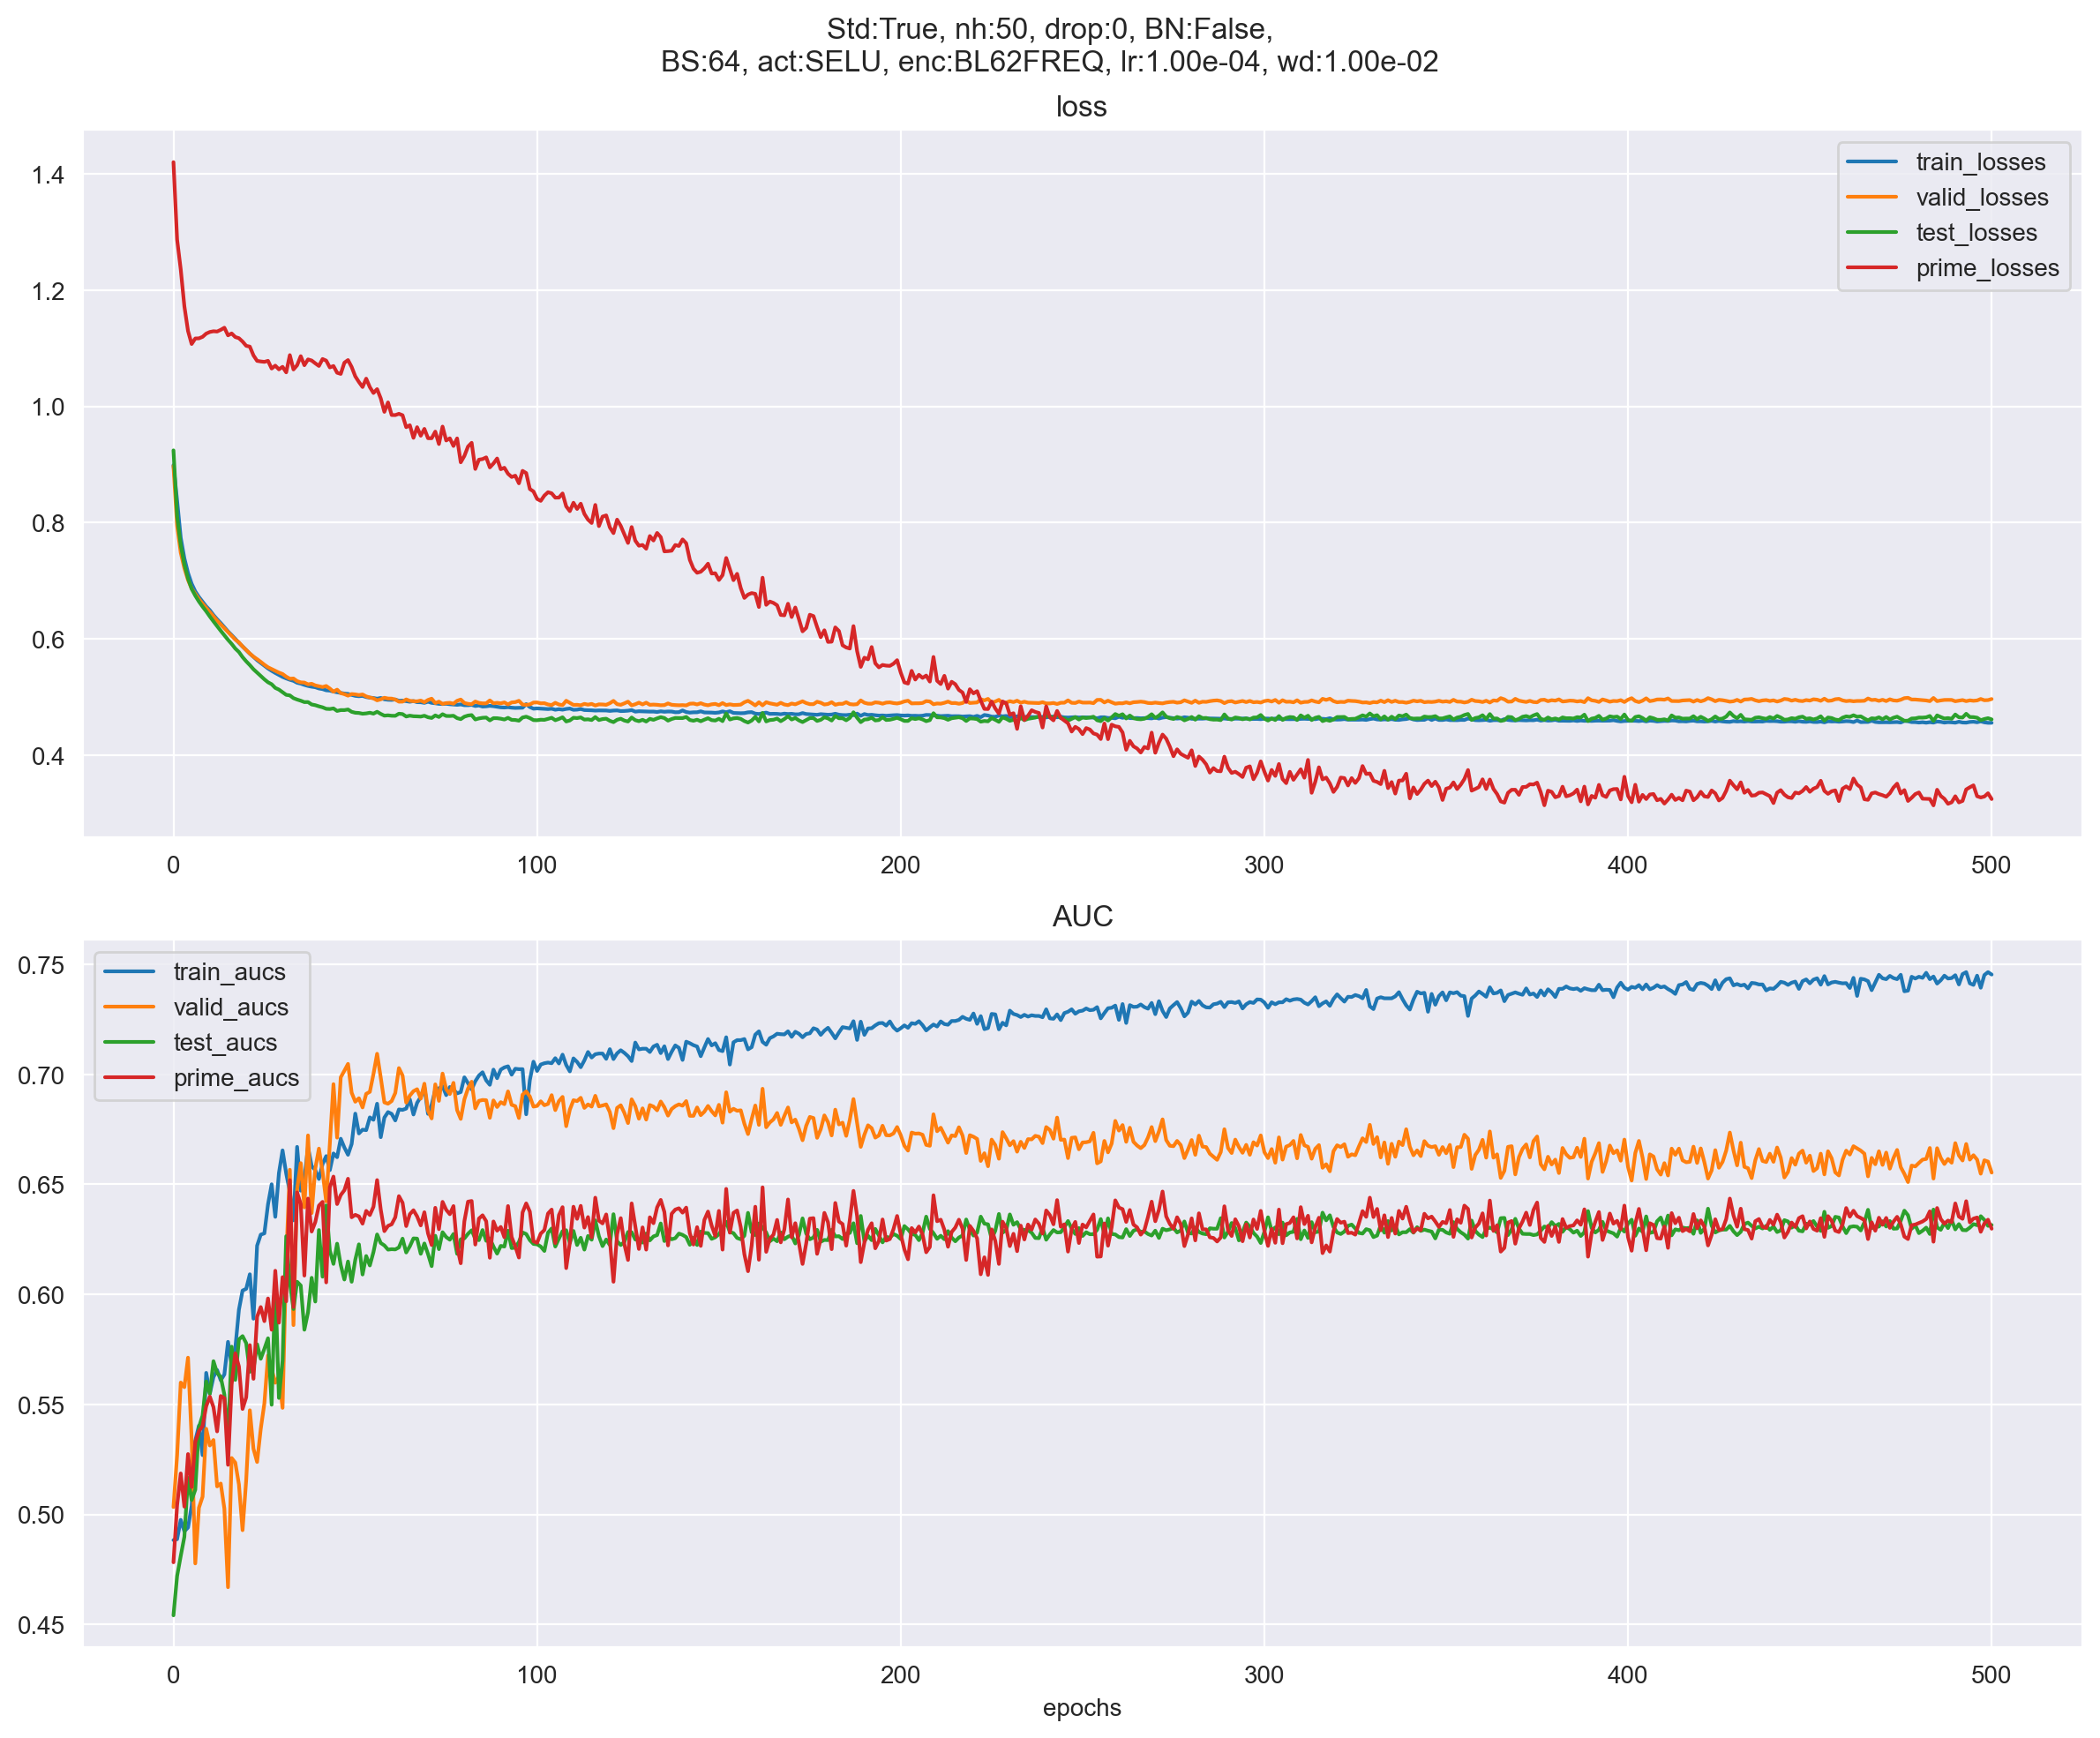 Std:True, nh:50, drop:0, BN:False,
BS:64, act:SELU, enc:BL62FREQ, lr:1.00e-04, wd:1.00e-02
loss
1.4
1.2
1.0
0.8
0.6
0.4
train_losses
valid_losses
test_losses
prime_losses
0 100 200 300 400 500
AUC
0.75
0.70
0.65
0.60
0.55
0.50
0.45
train_aucs
valid_aucs
test_aucs
prime_aucs
0 100 200 300 400 500
epochs